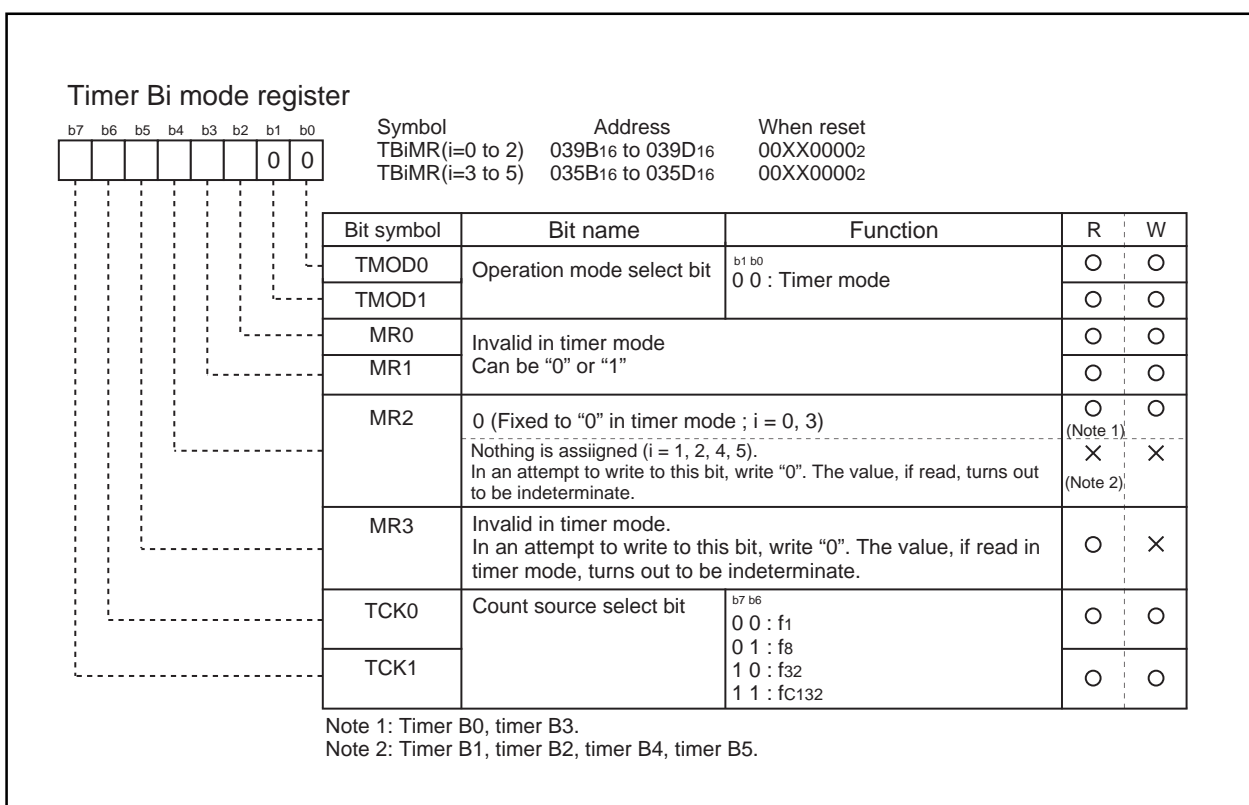 Timer Bi mode register
b7 b6 b5 b4 b3 b2 b1 b0
0 0
Symbol Address When reset
TBiMR(i=0 to 2) 039B16 to 039D16 00XX00002
TBiMR(i=3 to 5) 035B16 to 035D16 00XX00002
Bit symbol Bit name Function R W
TMOD0 Operation mode select bit b1 b0
0 0 : Timer mode
TMOD1
MR0 Invalid in timer mode
MR1 Can be “0” or “1”
MR2 0 (Fixed to “0” in timer mode ; i = 0, 3)
(Note 1)
Nothing is assiigned (i = 1, 2, 4, 5).
In an attempt to write to this bit, write “0”. The value, if read, turns out
to be indeterminate.
(Note 2)
MR3 Invalid in timer mode.
In an attempt to write to this bit, write “0”. The value, if read in
timer mode, turns out to be indeterminate.
TCK0 Count source select bit b7 b6
0 0 : f1
0 1 : f8
TCK1 1 0 : f32
1 1 : fC132
Note 1: Timer B0, timer B3.
Note 2: Timer B1, timer B2, timer B4, timer B5.